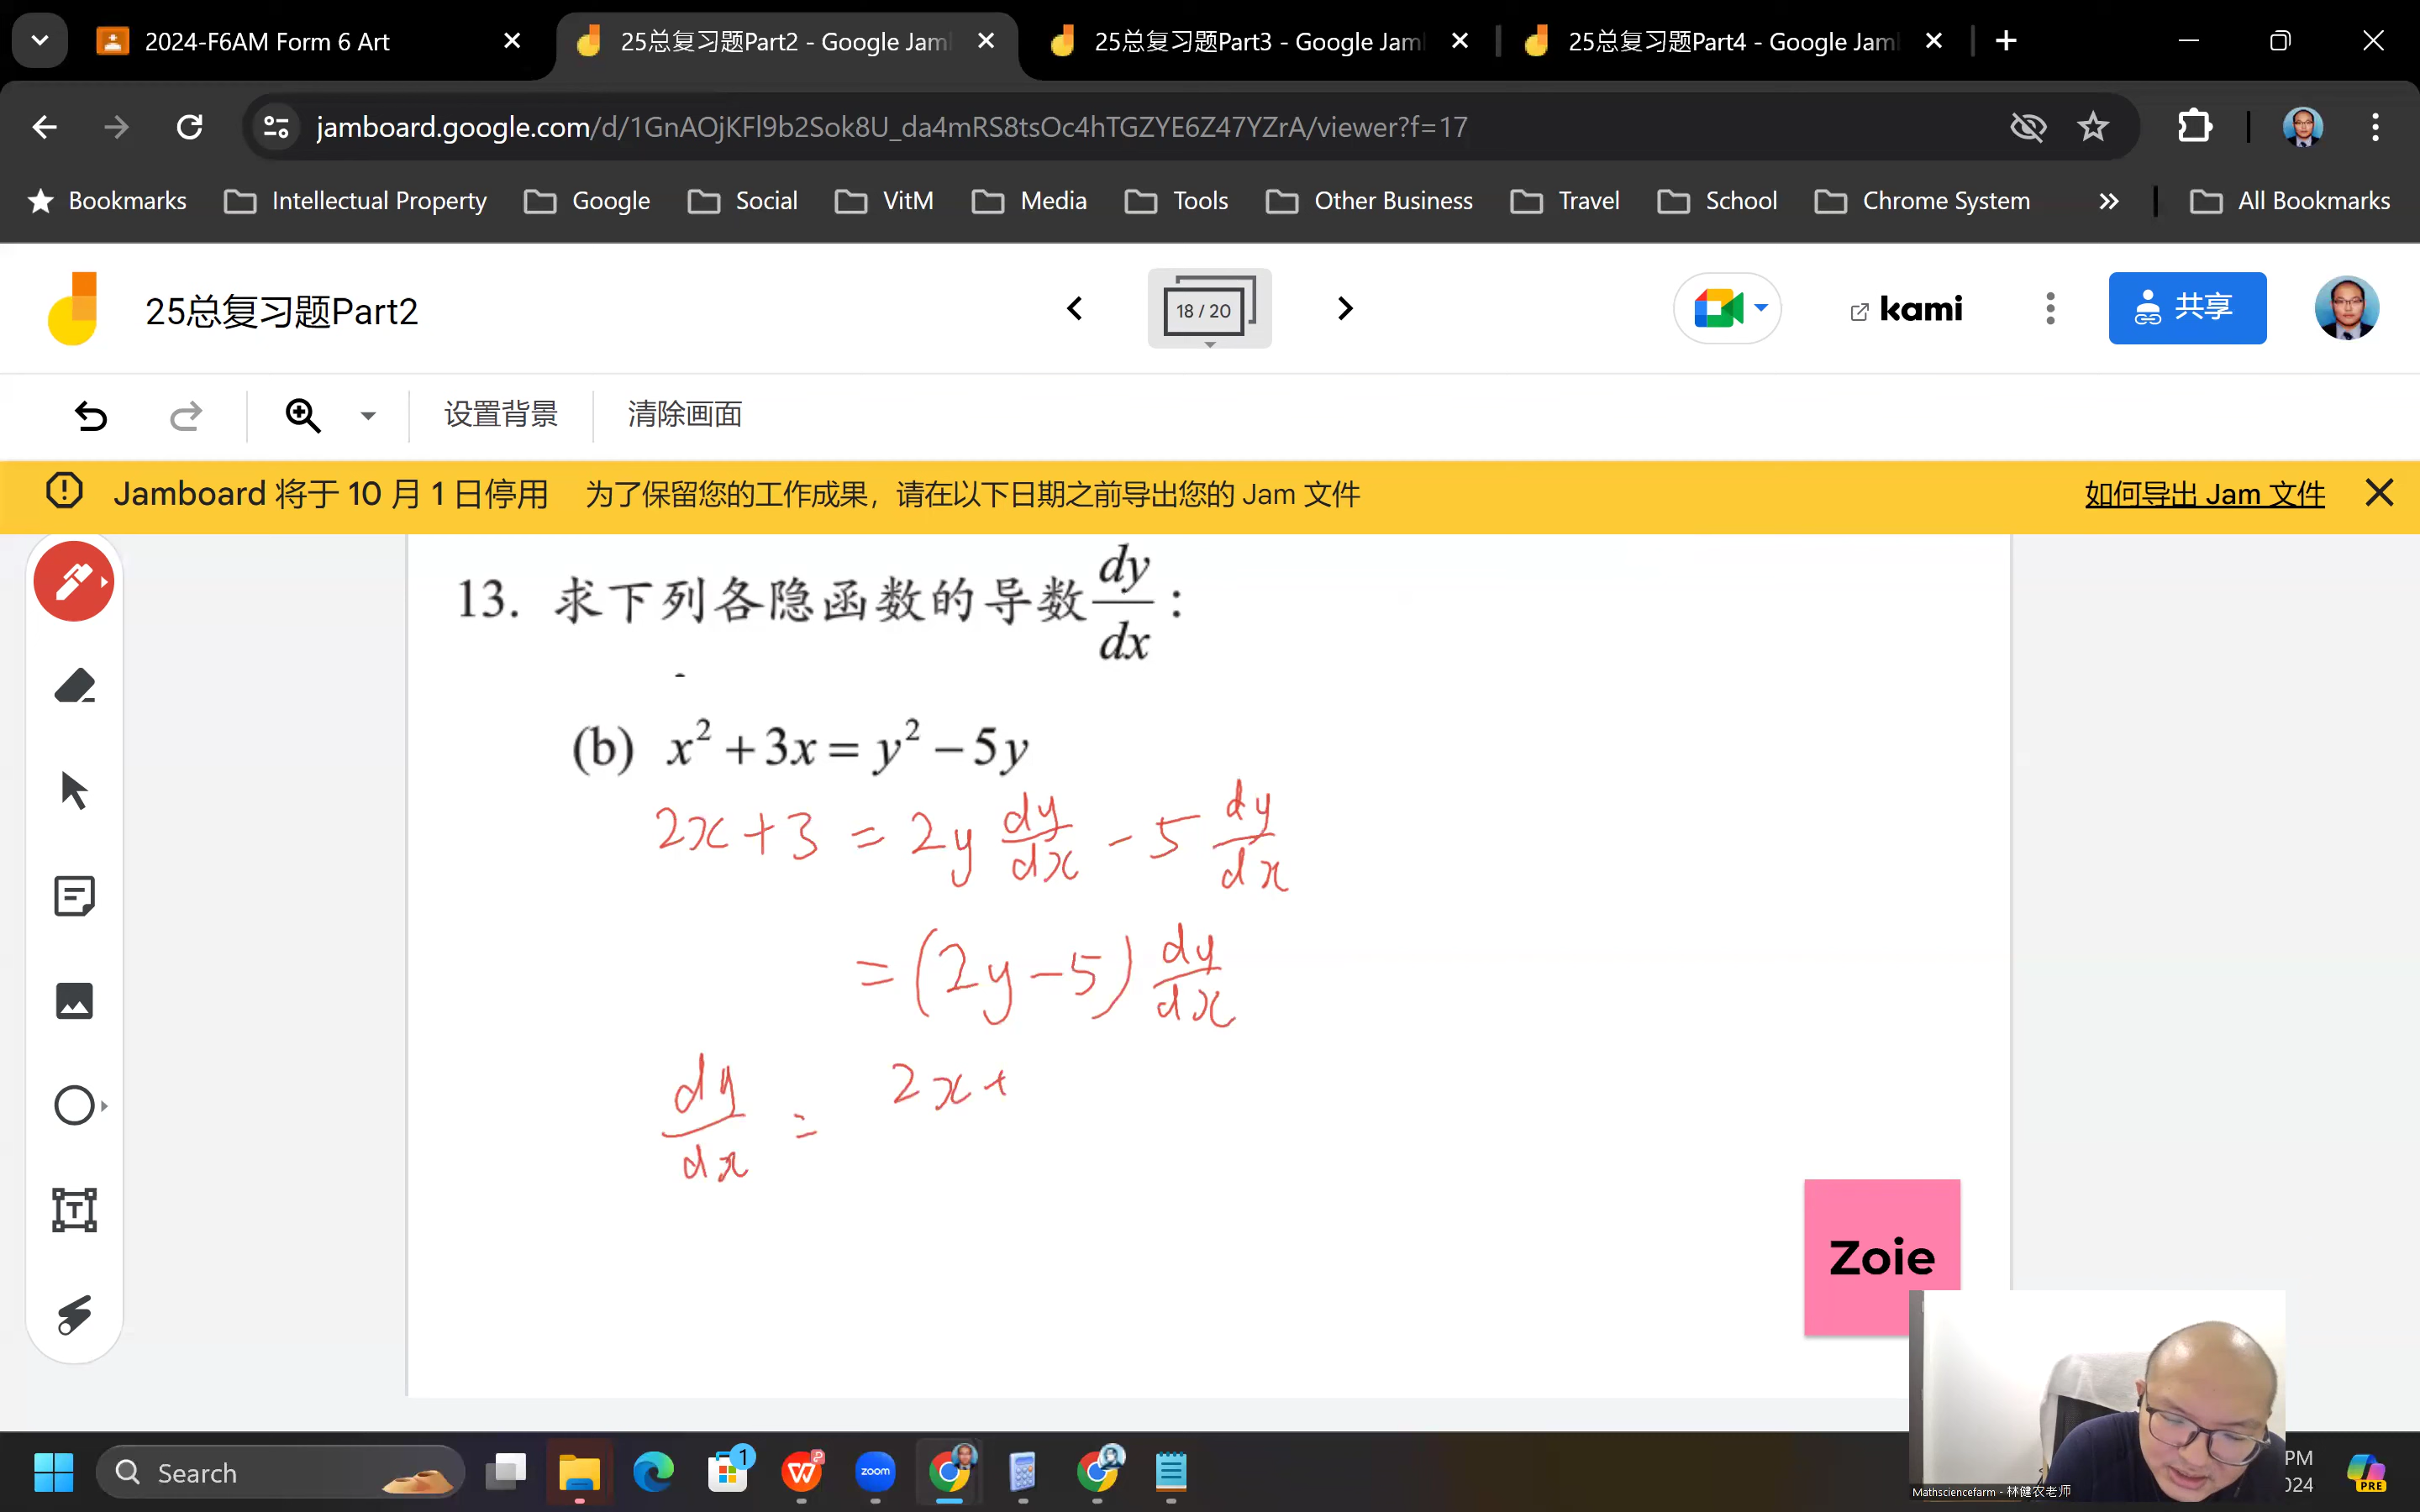 2024-F6AM Form 6 Art
25总复习题Part2 - Google Jam
25总复习题Part3 - Google Jam
25总复习题Part4 - Google Jam
jamboard.google.com/d/1GnAOjKFl9b2Sok8U_da4mRS8tsOc4hTGZYE6Z47YZrA/viewer?f=17
Bookmarks Intellectual Property Google Social VitM Media Tools Other Business Travel School Chrome System » All Bookmarks
25总复习题Part2
18 / 20
kami
共享
设置背景 清除画面
Jamboard 将于 10 月 1 日停用 为了保留您的工作成果，请在以下日期之前导出您的 Jam 文件 如何导出 Jam 文件
13. 求下列各隐函数的导数 dy/dx :
(b) x² + 3x = y² − 5y
2x + 3 = 2y dy/dx − 5 dy/dx
= (2y − 5) dy/dx
dy/dx = 2x +
Zoie
Search
1
zoom
PM
024
PRE
Mathsciencefarm - 林健农老师